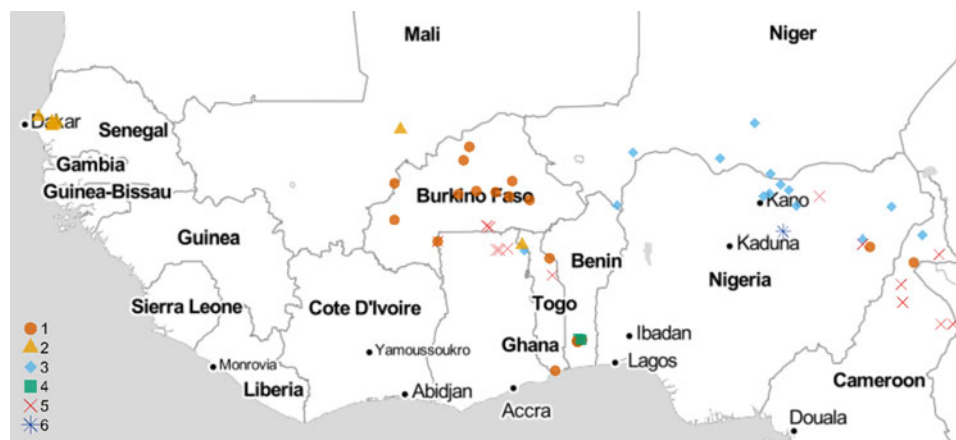 Mali
Niger
Dakar
Senegal
Gambia
Guinea-Bissau
Burkino Faso
Kano
Guinea
Kaduna
Benin
Nigeria
Sierra Leone
Cote D'Ivoire
Togo
Ghana
Ibadan
Yamoussoukro
Monrovia
Lagos
Liberia
Abidjan
Accra
Cameroon
Douala
1
2
3
4
5
6